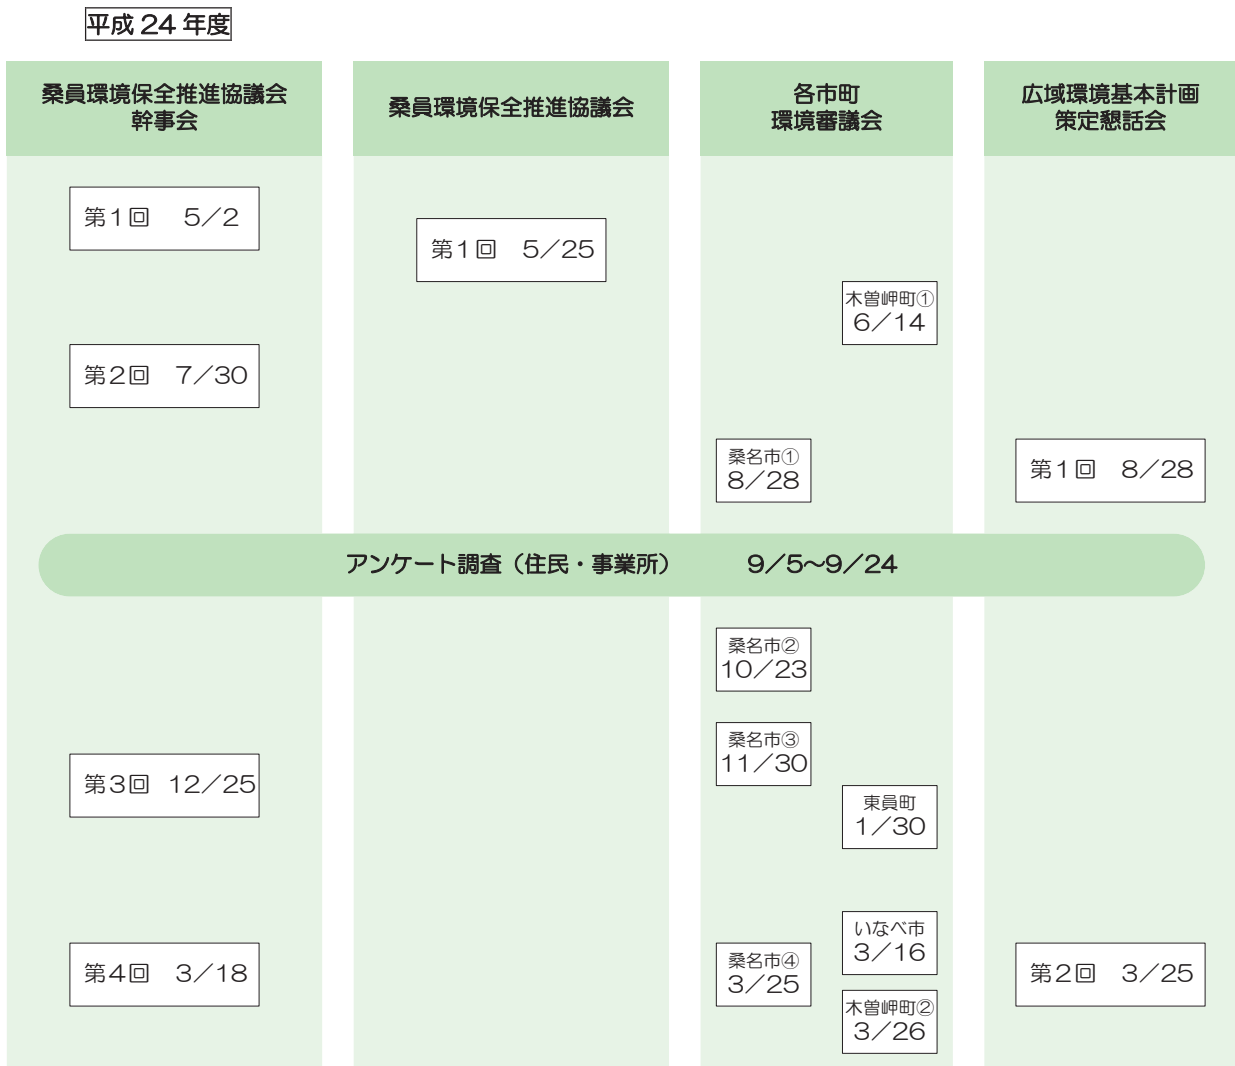 平成 24 年度
桑員環境保全推進協議会
幹事会
桑員環境保全推進協議会
各市町
環境審議会
広域環境基本計画
策定懇話会
第1回　5／2
第1回　5／25
木曽岬町①
6／14
第2回　7／30
桑名市①
8／28
第1回　8／28
アンケート調査（住民・事業所）　9／5～9／24
桑名市②
10／23
桑名市③
11／30
第3回　12／25
東員町
1／30
いなべ市
3／16
第4回　3／18
桑名市④
3／25
第2回　3／25
木曽岬町②
3／26